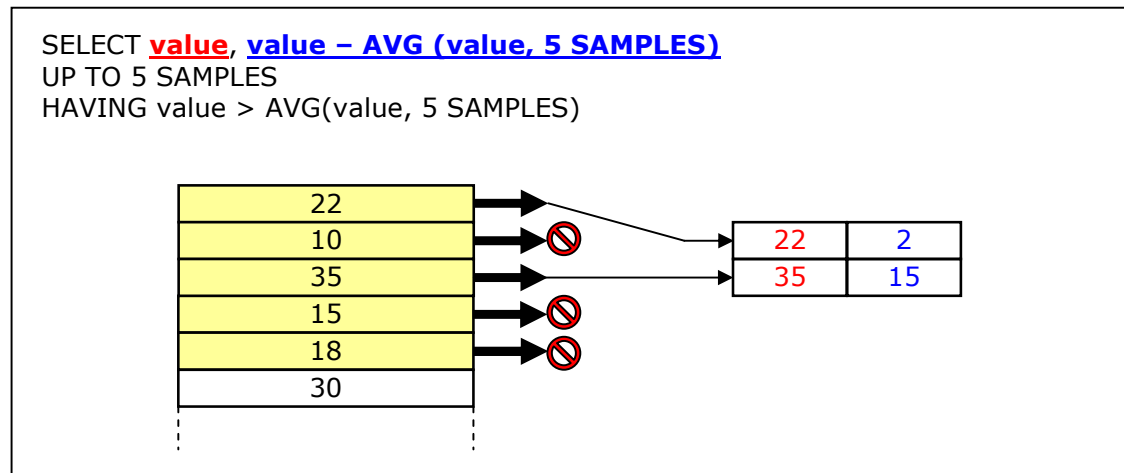 SELECT value, value – AVG (value, 5 SAMPLES)
UP TO 5 SAMPLES
HAVING value > AVG(value, 5 SAMPLES)
22
10
35
15
18
30
22 2
35 15